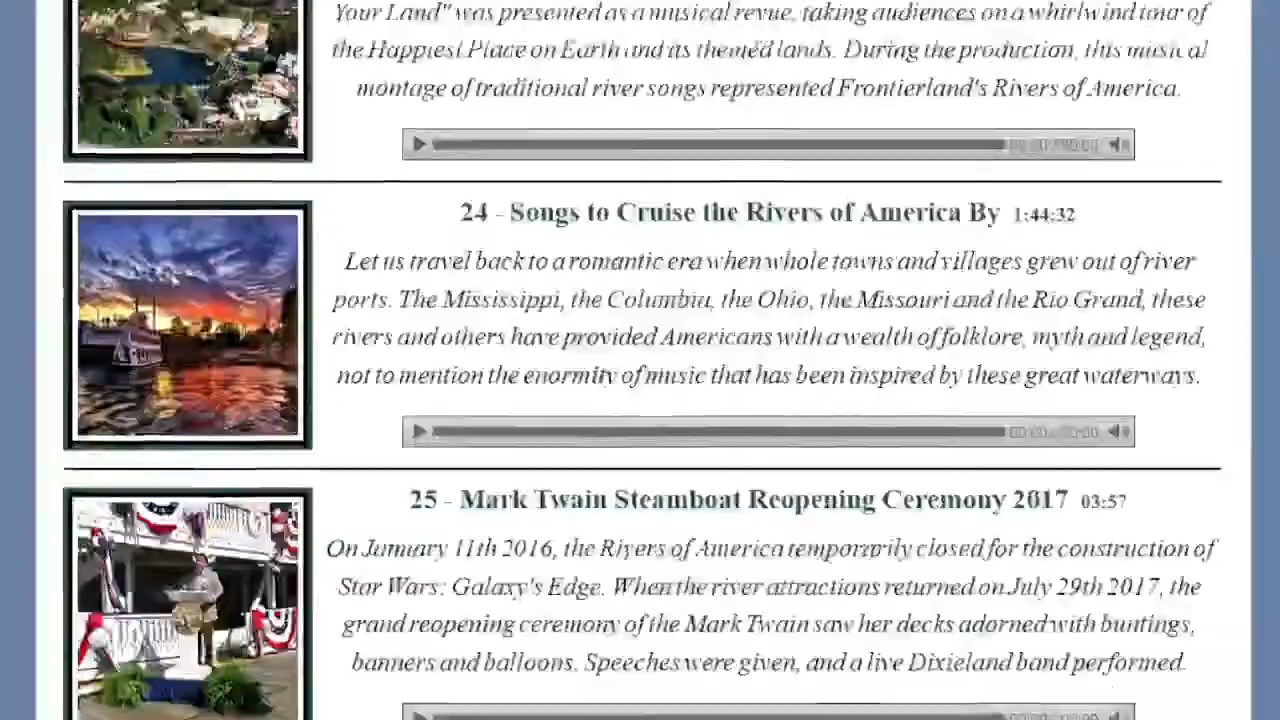 Your Land" was presented as a musical revue, taking audiences on a whirlwind tour of
the Happiest Place on Earth and its themed lands. During the production, this musical
montage of traditional river songs represented Frontierland's Rivers of America.
24 - Songs to Cruise the Rivers of America By 1:44:32
Let us travel back to a romantic era when whole towns and villages grew out of river
ports. The Mississippi, the Columbia, the Ohio, the Missouri and the Rio Grand, these
rivers and others have provided Americans with a wealth of folklore, myth and legend,
not to mention the enormity of music that has been inspired by these great waterways.
25 - Mark Twain Steamboat Reopening Ceremony 2017 03:57
On January 11th 2016, the Rivers of America temporarily closed for the construction of
Star Wars: Galaxy's Edge. When the river attractions returned on July 29th 2017, the
grand reopening ceremony of the Mark Twain saw her decks adorned with buntings,
banners and balloons. Speeches were given, and a live Dixieland band performed.